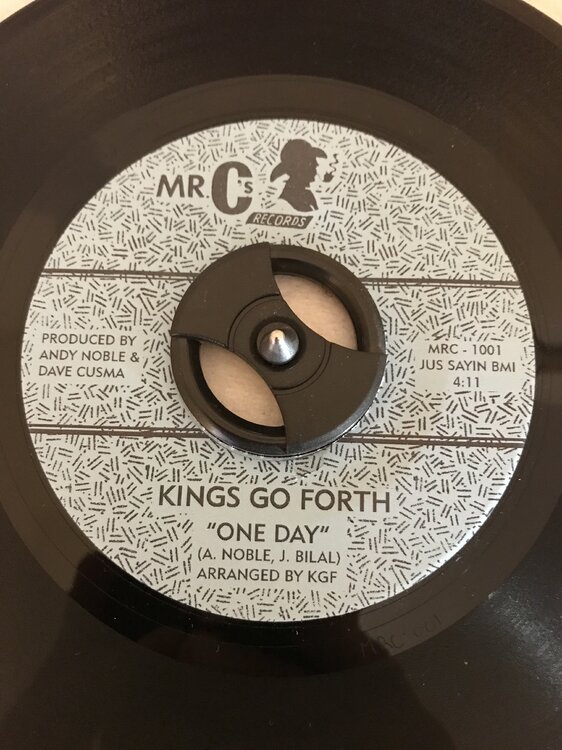 MR C's
RECORDS
PRODUCED BY
ANDY NOBLE &
DAVE CUSMA
MRC - 1001
JUS SAYIN BMI
4:11
KINGS GO FORTH
"ONE DAY"
(A. NOBLE, J. BILAL)
ARRANGED BY KGF